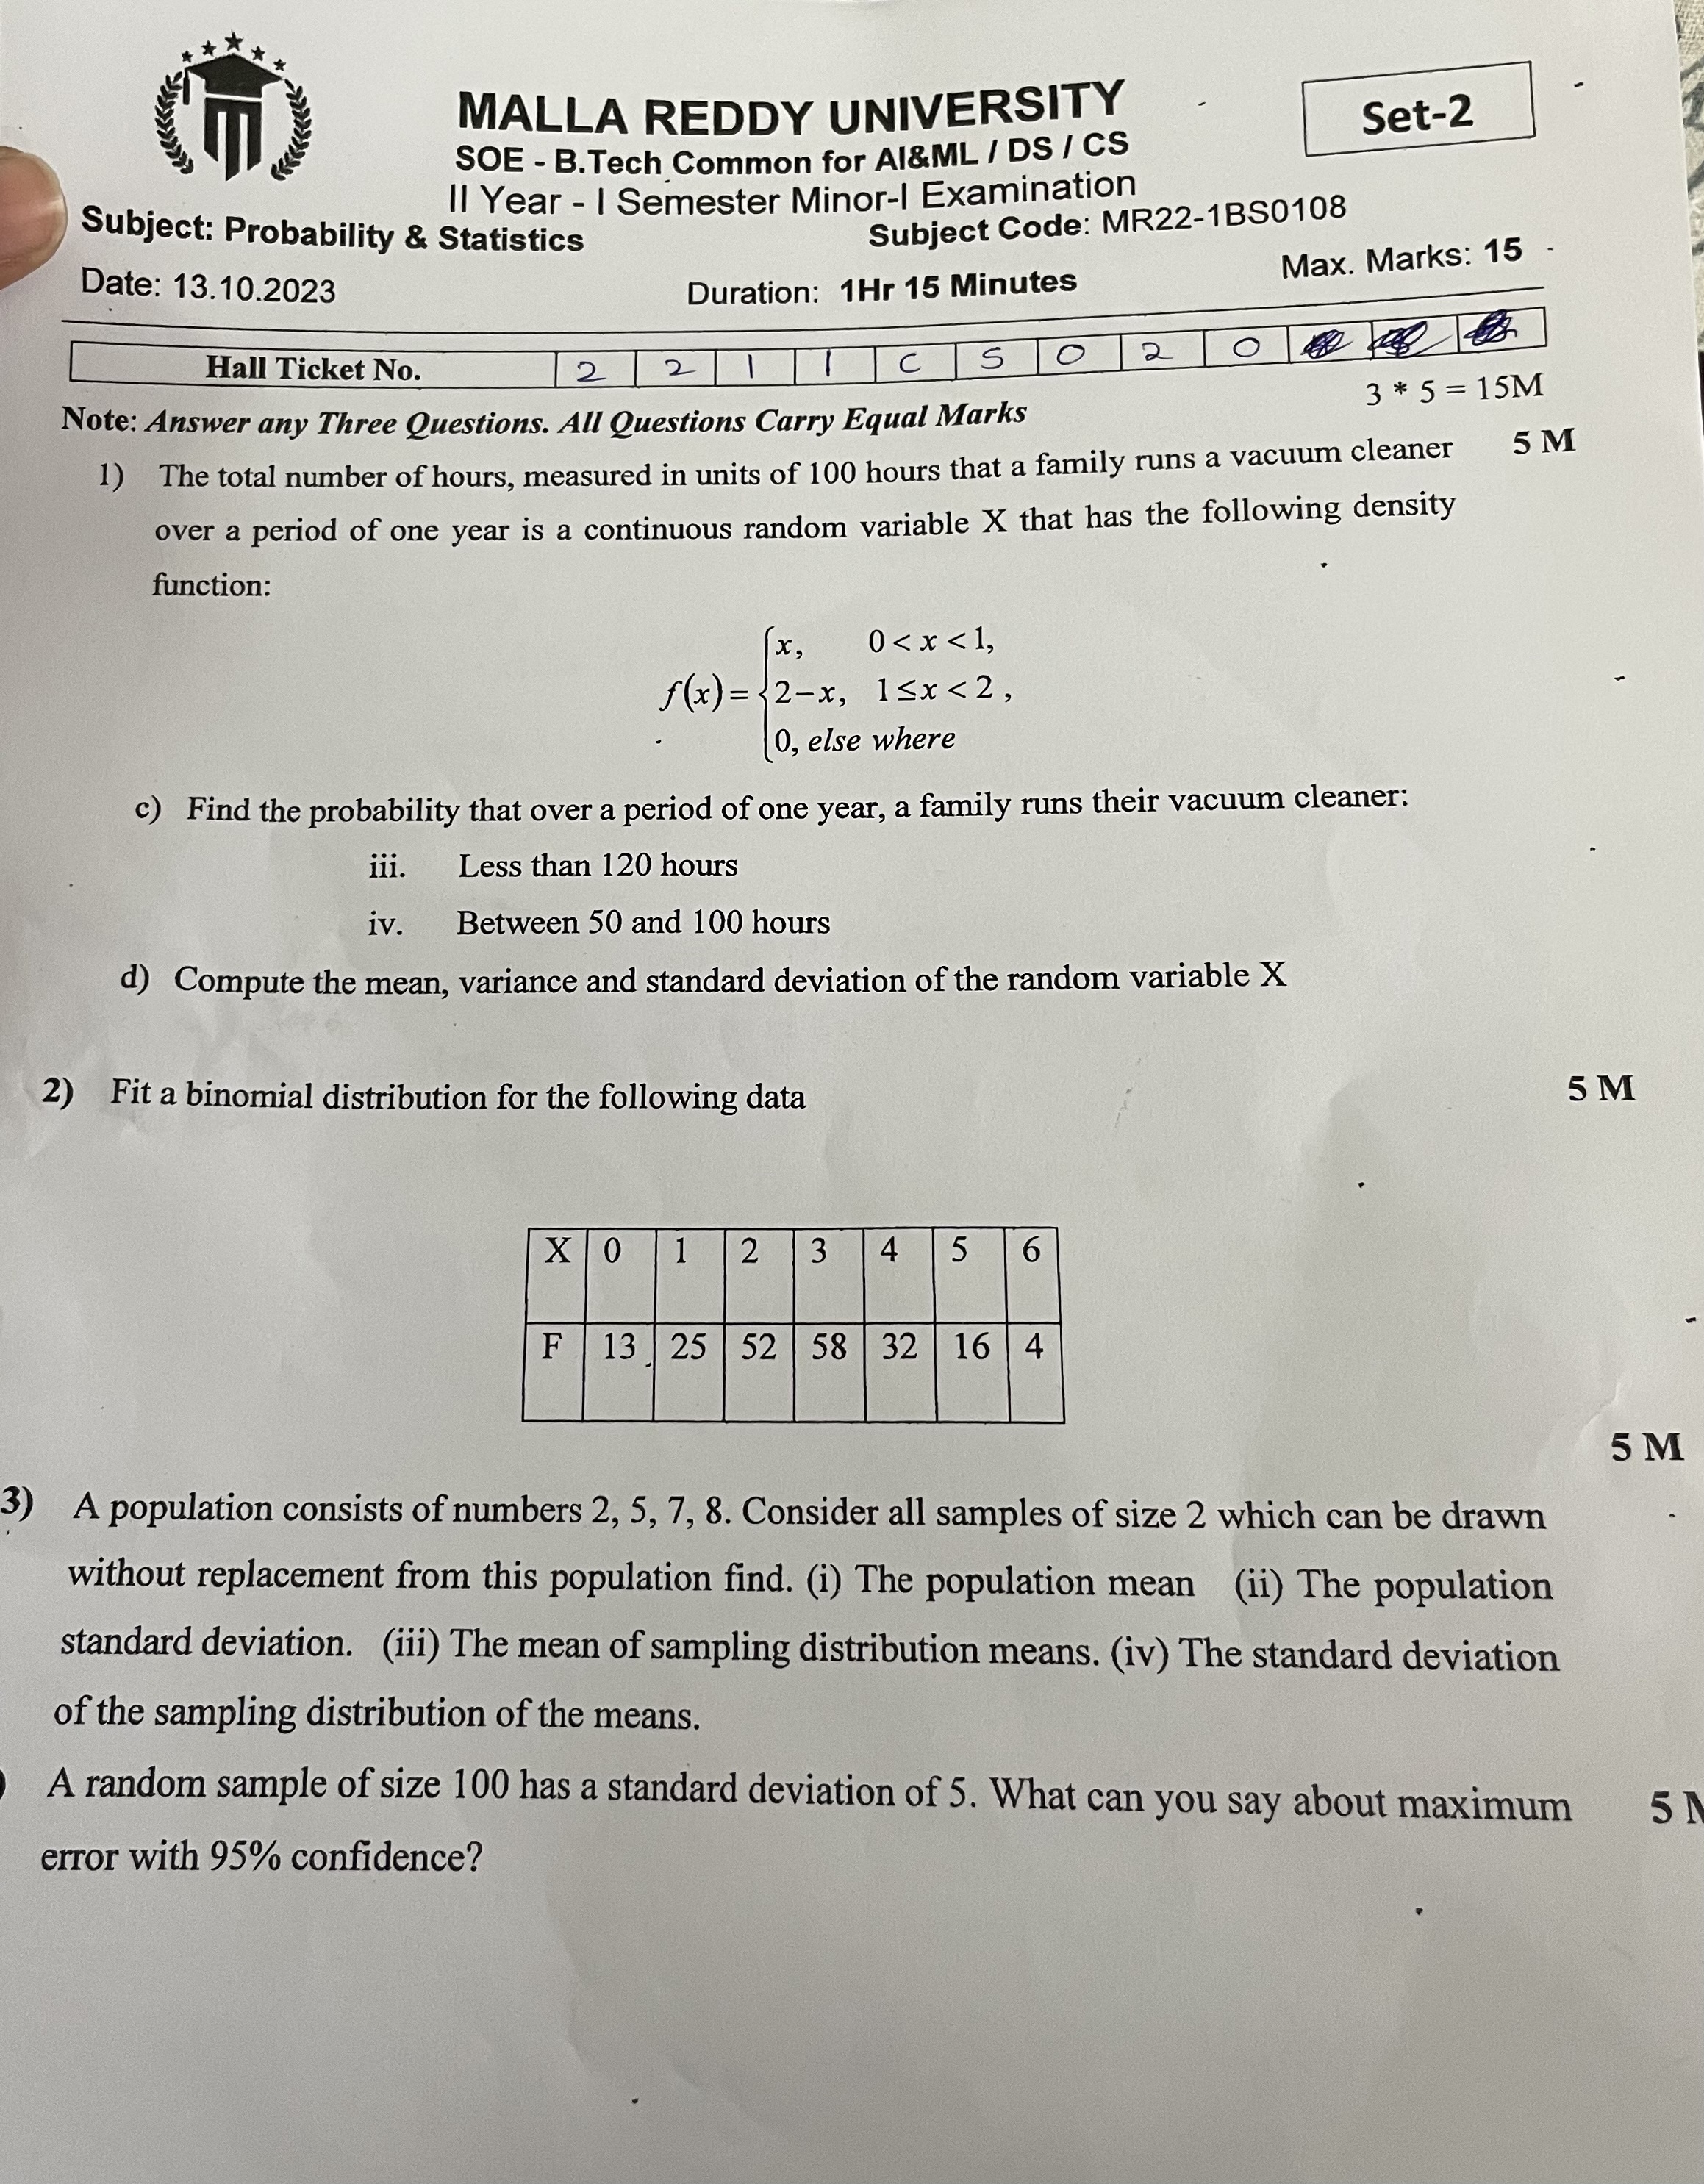 MALLA REDDY UNIVERSITY
Set-2
SOE - B.Tech Common for AI&ML / DS / CS
II Year - I Semester Minor-I Examination
Subject: Probability & Statistics Subject Code: MR22-1BS0108
Date: 13.10.2023 Duration: 1Hr 15 Minutes Max. Marks: 15
Hall Ticket No. 2 2 1 1 C S 0 2 0
3 * 5 = 15M
Note: Answer any Three Questions. All Questions Carry Equal Marks
1) The total number of hours, measured in units of 100 hours that a family runs a vacuum cleaner 5 M
over a period of one year is a continuous random variable X that has the following density
function:
x, 0 < x < 1,
f(x) = 2−x, 1 ≤ x < 2 ,
0, else where
c) Find the probability that over a period of one year, a family runs their vacuum cleaner:
iii. Less than 120 hours
iv. Between 50 and 100 hours
d) Compute the mean, variance and standard deviation of the random variable X
2) Fit a binomial distribution for the following data 5 M
X 0 1 2 3 4 5 6
F 13 25 52 58 32 16 4
5 M
3) A population consists of numbers 2, 5, 7, 8. Consider all samples of size 2 which can be drawn
without replacement from this population find. (i) The population mean (ii) The population
standard deviation. (iii) The mean of sampling distribution means. (iv) The standard deviation
of the sampling distribution of the means.
) A random sample of size 100 has a standard deviation of 5. What can you say about maximum 5
error with 95% confidence?